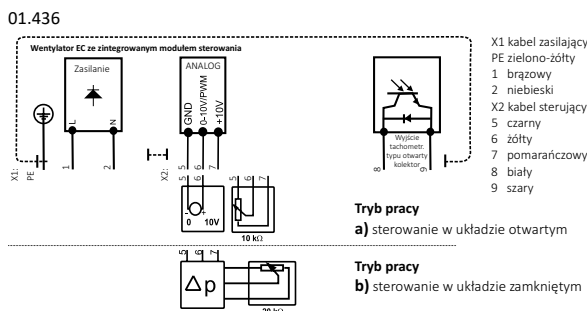 01.436
Wentylator EC ze zintegrowanym modułem sterowania
Zasilanie
L
N
ANALOG
GND
0-10V/PWM
+10V
Wyjście
tachometr.
typu otwarty
kolektor
X1:
PE
1
2
X2:
5
6
7
8
9
5
6
7
5
6
7
- +
0 10V
10 kΩ
X1 kabel zasilający
PE zielono-żółty
1 brązowy
2 niebieski
X2 kabel sterujący
5 czarny
6 żółty
7 pomarańczowy
8 biały
9 szary
Tryb pracy
a) sterowanie w układzie otwartym
5
6
7
Δp
20 kΩ
Tryb pracy
b) sterowanie w układzie zamkniętym